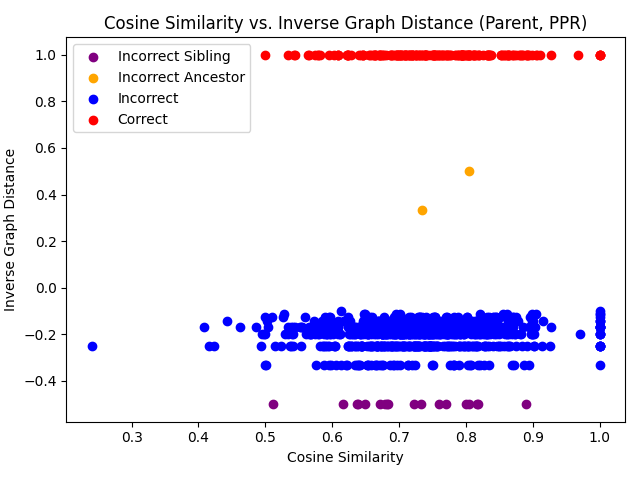 Cosine Similarity vs. Inverse Graph Distance (Parent, PPR)
Incorrect Sibling
Incorrect Ancestor
Incorrect
Correct
Inverse Graph Distance
1.0
0.8
0.6
0.4
0.2
0.0
−0.2
−0.4
0.3 0.4 0.5 0.6 0.7 0.8 0.9 1.0
Cosine Similarity